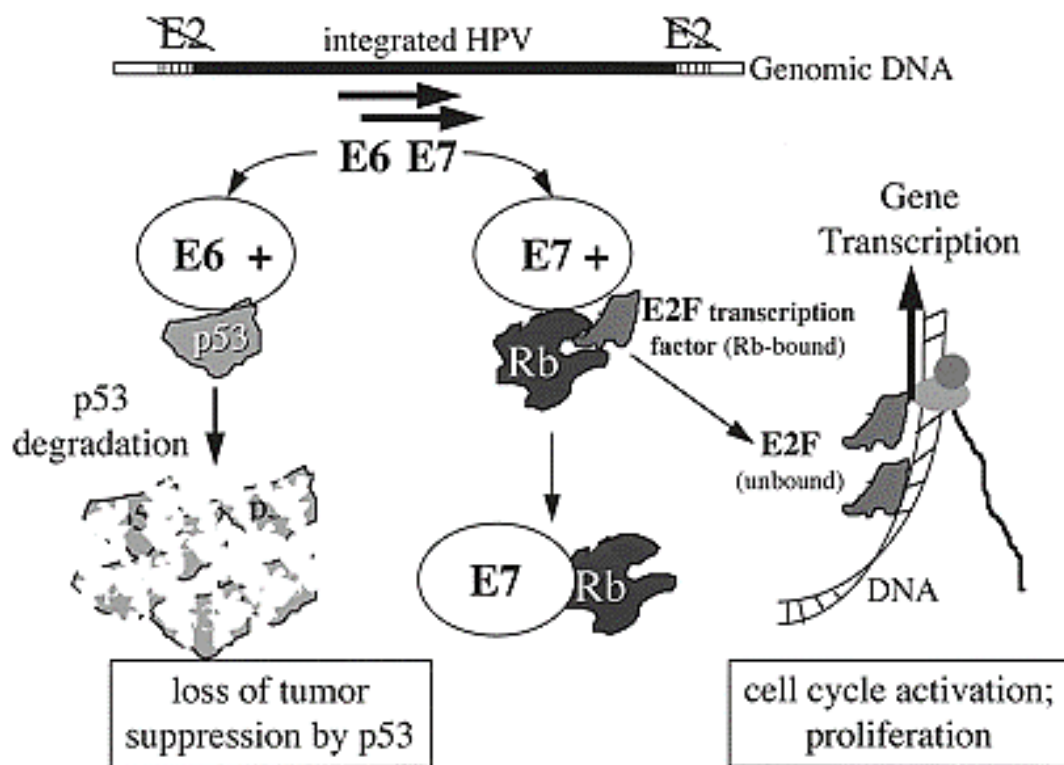 E2 integrated HPV E2
Genomic DNA
E6 E7
E6 +
p53
p53
degradation
loss of tumor
suppression by p53
E7 +
Rb
E2F transcription
factor (Rb-bound)
E7 Rb
Gene
Transcription
E2F
(unbound)
DNA
cell cycle activation;
proliferation